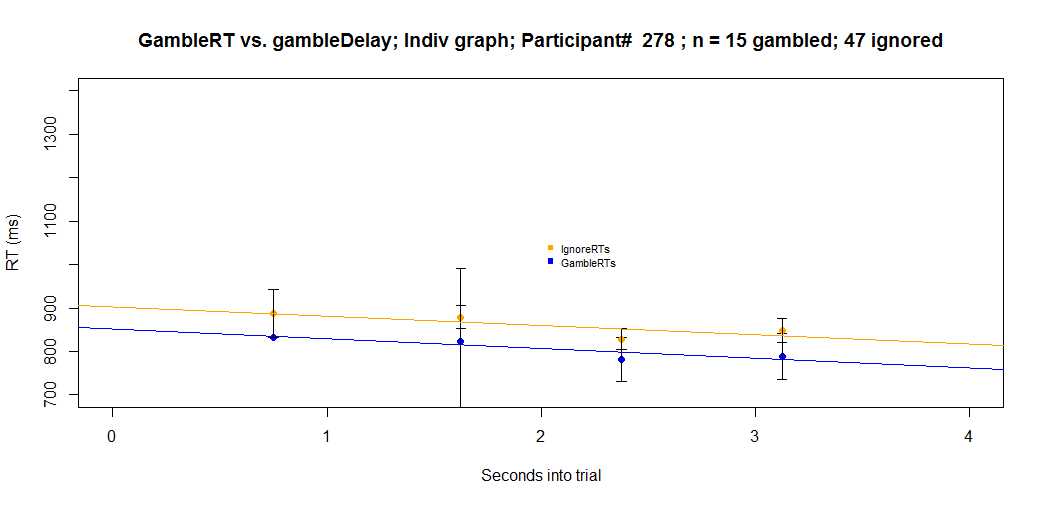 GambleRT vs. gambleDelay; Indiv graph; Participant#  278 ; n = 15 gambled; 47 ignored
RT (ms)
1300
1100
900
800
700
IgnoreRTs
GambleRTs
0 1 2 3 4
Seconds into trial